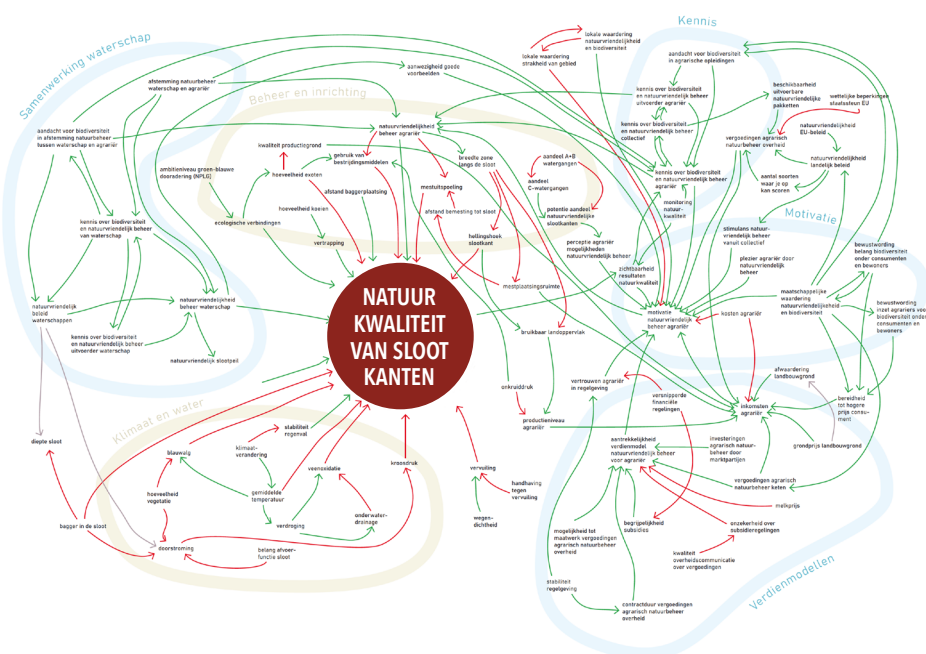 Kennis
Samenwerking waterschap
Beheer en inrichting
Motivatie
Klimaat en water
Verdienmodellen
NATUUR
KWALITEIT
VAN SLOOT
KANTEN
lokale waardering
natuurvriendelijkheid
en biodiversiteit
lokale waardering
strakheid van gebied
aandacht voor biodiversiteit
in agrarische opleidingen
aanwezigheid goede
voorbeelden
afstemming natuurbeheer
waterschap en agrariër
kennis over biodiversiteit
en natuurvriendelijk beheer
uitvoerder agrariër
beschikbaarheid
uitvoerbare
natuurvriendelijke
pakketten
wettelijke beperkingen
staatssteun EU
aandacht voor biodiversiteit
in afstemming natuurbeheer
tussen waterschap en agrariër
natuurvriendelijkheid
beheer agrariër
kennis over biodiversiteit
en natuurvriendelijk beheer
collectief
vergoedingen agrarisch
natuurbeheer overheid
natuurvriendelijkheid
EU-beleid
kwaliteit productiegrond
gebruik van
bestrijdingsmiddelen
breedte zone
langs de sloot
aandeel A+B
watergangen
natuurvriendelijkheid
landelijk beleid
ambitieniveau groen-blauwe
dooradering (NPLG)
hoeveelheid exoten
mestuitspoeling
aandeel
C-watergangen
kennis over biodiversiteit
en natuurvriendelijk beheer
agrariër
aantal soorten
waar je op
kan scoren
afstand baggerplaatsing
afstand bemesting tot sloot
potentie aandeel
natuurvriendelijke
slootkanten
monitoring
natuur-
kwaliteit
hoeveelheid koeien
ecologische verbindingen
vertrapping
hellingshoek
slootkant
perceptie agrariër
mogelijkheden
natuurvriendelijk beheer
stimulans natuur-
vriendelijk beheer
vanuit collectief
bewustwording
belang biodiversiteit
onder consumenten
en bewoners
kennis over biodiversiteit
en natuurvriendelijk beheer
van waterschap
zichtbaarheid
resultaten
natuurkwaliteit
plezier agrariër door
natuurvriendelijk
beheer
mestplaatsingsruimte
natuurvriendelijk
beleid
waterschappen
natuurvriendelijkheid
beheer waterschap
motivatie
natuurvriendelijk
beheer agrariër
kosten agrariër
maatschappelijke
waardering
natuurvriendelijkheid
en biodiversiteit
bewustwording
inzet agrariers voor
biodiversiteit onder
consumenten en
bewoners
bruikbaar landoppervlak
kennis over biodiversiteit
en natuurvriendelijk beheer
uitvoerder waterschap
natuurvriendelijk slootpeil
onkruiddruk
vertrouwen agrariër
in regelgeving
versnipperde
financiële
regelingen
afwaardering
landbouwgrond
inkomsten
agrariër
bereidheid
tot hogere
prijs consu-
ment
productieniveau
agrariër
diepte sloot
stabiliteit
regenval
blauwalg
klimaat-
verandering
veenoxidatie
kroondruk
vervuiling
aantrekkelijkheid
verdienmodel
natuurvriendelijk beheer
voor agrariër
investeringen
agrarisch natuur-
beheer door
marktpartijen
grondprijs landbouwgrond
vergoedingen agrarisch
natuurbeheer keten
hoeveelheid
vegetatie
gemiddelde
temperatuur
handhaving
tegen
vervuiling
melkprijs
bagger in de sloot
verdroging
onderwater-
drainage
wegen-
dichtheid
begrijpelijkheid
subsidies
onzekerheid over
subsidieregelingen
doorstroming
belang afvoer-
functie sloot
mogelijkheid tot
maatwerk vergoedingen
agrarisch natuurbeheer
overheid
kwaliteit
overheidscommunicatie
over vergoedingen
stabiliteit
regelgeving
contractduur vergoedingen
agrarisch natuurbeheer
overheid